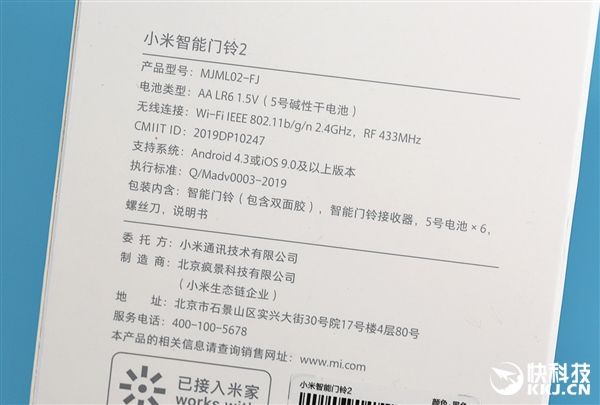 小米智能门铃2
产品型号：MJML02-FJ
电池类型：AA LR6 1.5V（5号碱性干电池）
无线连接：Wi-Fi IEEE 802.11b/g/n 2.4GHz，RF 433MHz
CMIIT ID：2019DP10247
支持系统：Android 4.3或iOS 9.0及以上版本
执行标准：Q/Madv0003-2019
包装内含：智能门铃（包含双面胶），智能门铃接收器，5号电池×6，
螺丝刀，说明书
委 托 方：小米通讯技术有限公司
制 造 商：北京疯景科技有限公司
（小米生态链企业）
地 址：北京市石景山区实兴大街30号院17号楼4层80号
服务电话：400-100-5678
本产品的相关信息请查询销售网址：www.mi.com
已接入米家
works with
小米智能门铃2
颜色:
快科技
KKJ.CN